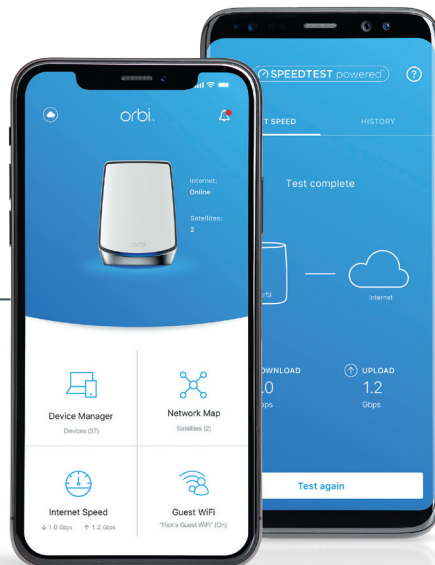 orbi™
Internet:
Online
Satellites:
2
orbi
Device Manager
Devices (37)
Network Map
Satellites (2)
Internet Speed
↓ 1.0 Gbps ↑ 1.2 Gbps
Guest WiFi
"Rick's Guest WiFi" (On)
SPEEDTEST powered
?
SPEED
HISTORY
Test complete
orbi
Internet
UPLOAD
1.2
Gbps
Test again